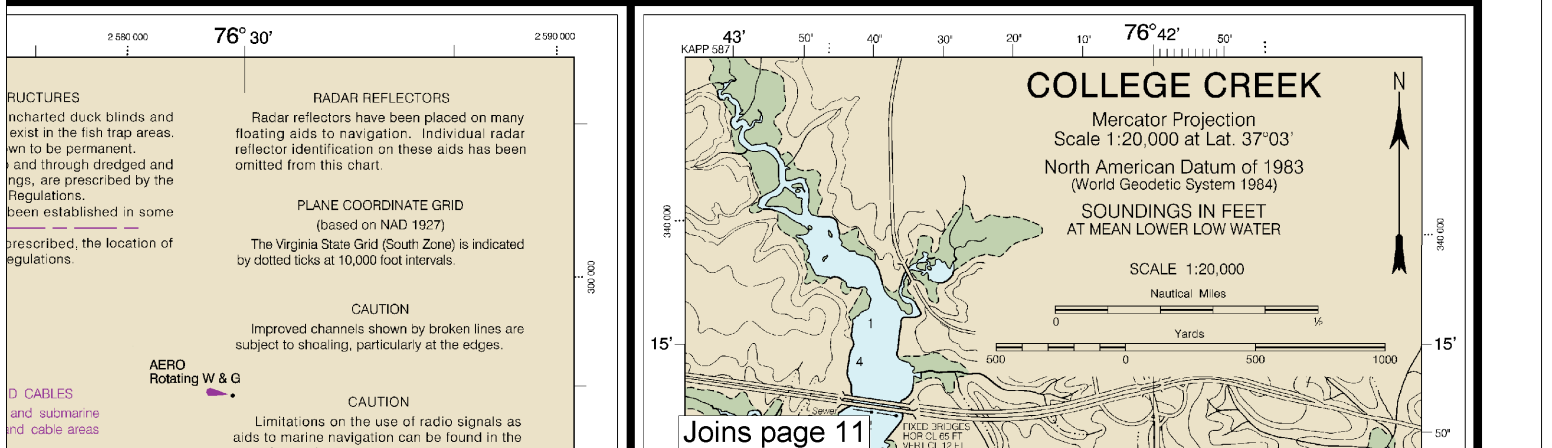 2 580 000
76° 30'
2 590 000
RUCTURES
ncharted duck blinds and
exist in the fish trap areas.
own to be permanent.
and through dredged and
ngs, are prescribed by the
Regulations.
been established in some
prescribed, the location of
egulations.
D CABLES
and submarine
and cable areas
RADAR REFLECTORS
Radar reflectors have been placed on many
floating aids to navigation. Individual radar
reflector identification on these aids has been
omitted from this chart.
PLANE COORDINATE GRID
(based on NAD 1927)
The Virginia State Grid (South Zone) is indicated
by dotted ticks at 10,000 foot intervals.
CAUTION
Improved channels shown by broken lines are
subject to shoaling, particularly at the edges.
AERO
Rotating W & G
CAUTION
Limitations on the use of radio signals as
aids to marine navigation can be found in the
300 000
KAPP 587
43'
50"
40"
30"
20"
10"
76° 42'
50"
COLLEGE CREEK
Mercator Projection
Scale 1:20,000 at Lat. 37°03'
North American Datum of 1983
(World Geodetic System 1984)
SOUNDINGS IN FEET
AT MEAN LOWER LOW WATER
SCALE 1:20,000
Nautical Miles
0
½
Yards
500
0
500
1000
N
340 000
340 000
15'
15'
50"
1
4
Sewer
FIXED BRIDGES
HOR CL 65 FT
VERT CL 12 FT
Joins page 11